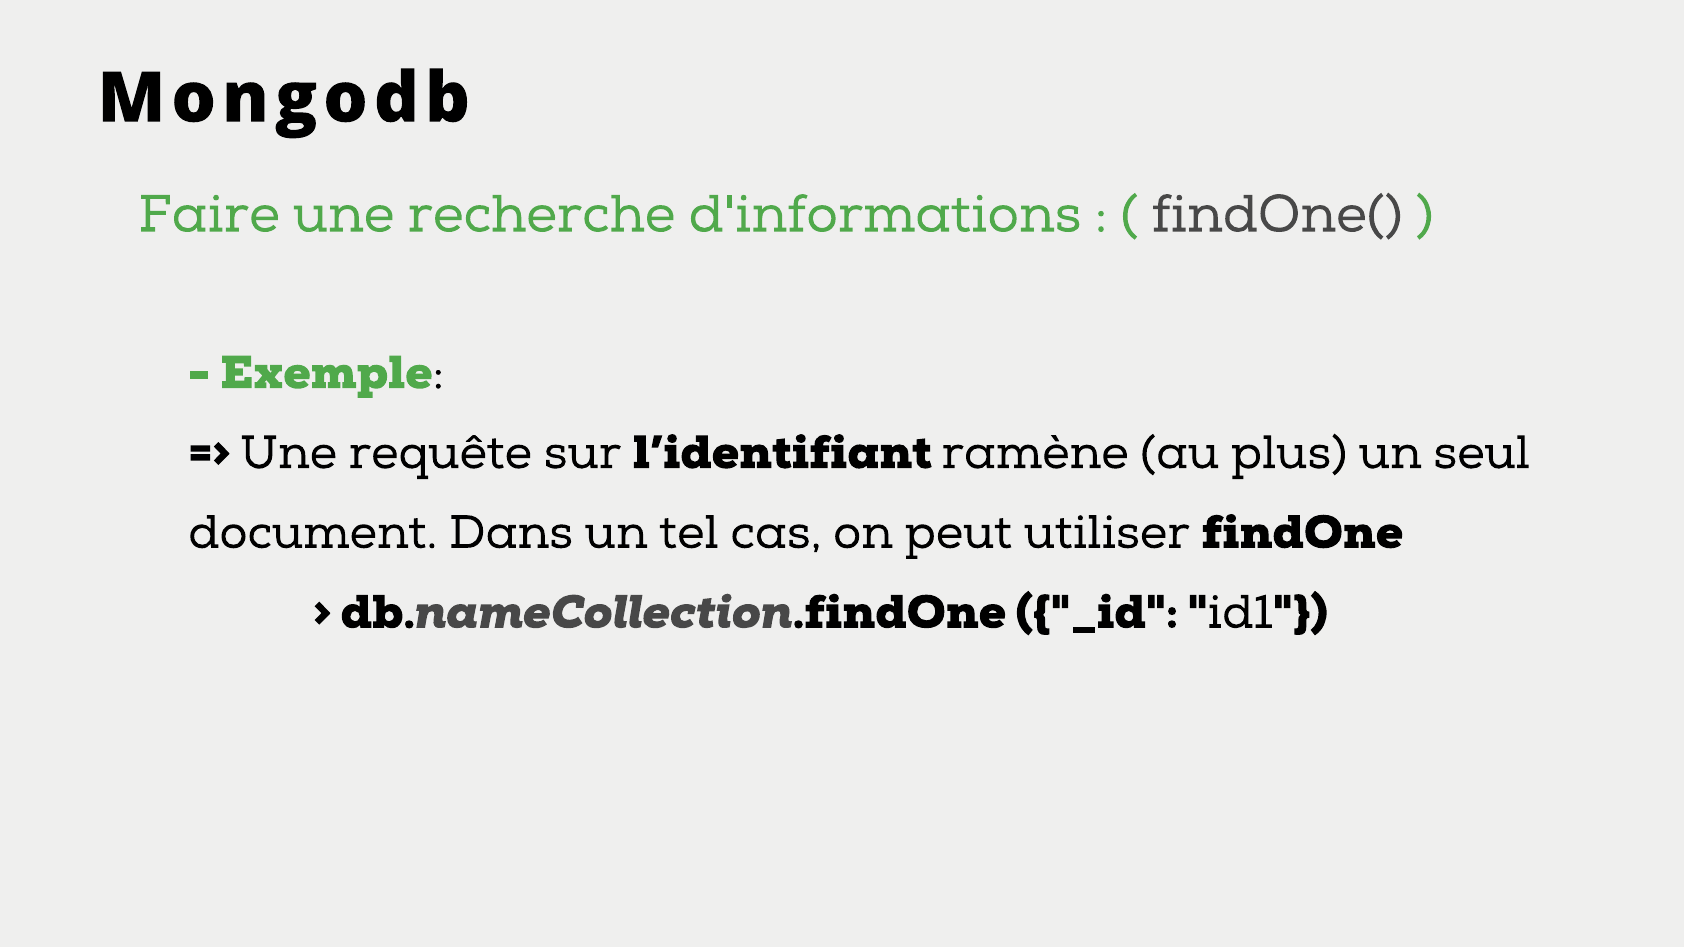 Mongodb
Faire une recherche d'informations : ( findOne() )
- Exemple:
=> Une requête sur l’identifiant ramène (au plus) un seul
document. Dans un tel cas, on peut utiliser findOne
> db.nameCollection.findOne ({"_id": "id1"})